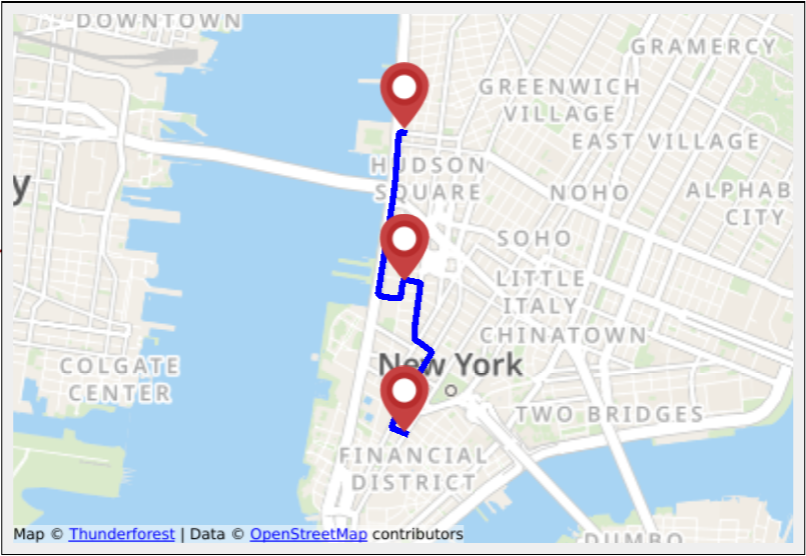 DOWNTOWN
GRAMERCY
GREENWICH
VILLAGE
EAST VILLAGE
HUDSON
SQUARE
y
NOHO
ALPHAB
CITY
SOHO
LITTLE
ITALY
CHINATOWN
COLGATE
CENTER
New York
TWO BRIDGES
FINANCIAL
DISTRICT
DUMBO
Map © Thunderforest | Data © OpenStreetMap contributors